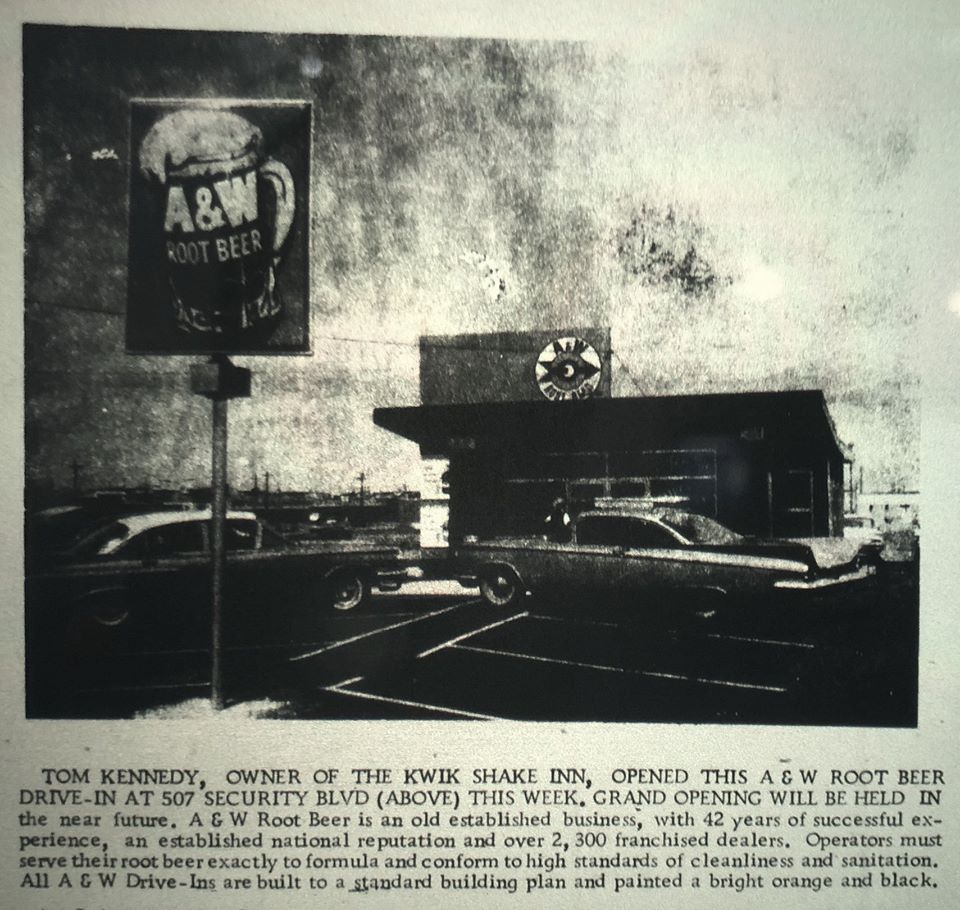 A&W
ROOT BEER
A&W
TOM KENNEDY, OWNER OF THE KWIK SHAKE INN, OPENED THIS A & W ROOT BEER
DRIVE-IN AT 507 SECURITY BLVD (ABOVE) THIS WEEK. GRAND OPENING WILL BE HELD IN
the near future. A & W Root Beer is an old established business, with 42 years of successful ex-
perience, an established national reputation and over 2, 300 franchised dealers. Operators must
serve their root beer exactly to formula and conform to high standards of cleanliness and sanitation.
All A & W Drive-Ins are built to a standard building plan and painted a bright orange and black.